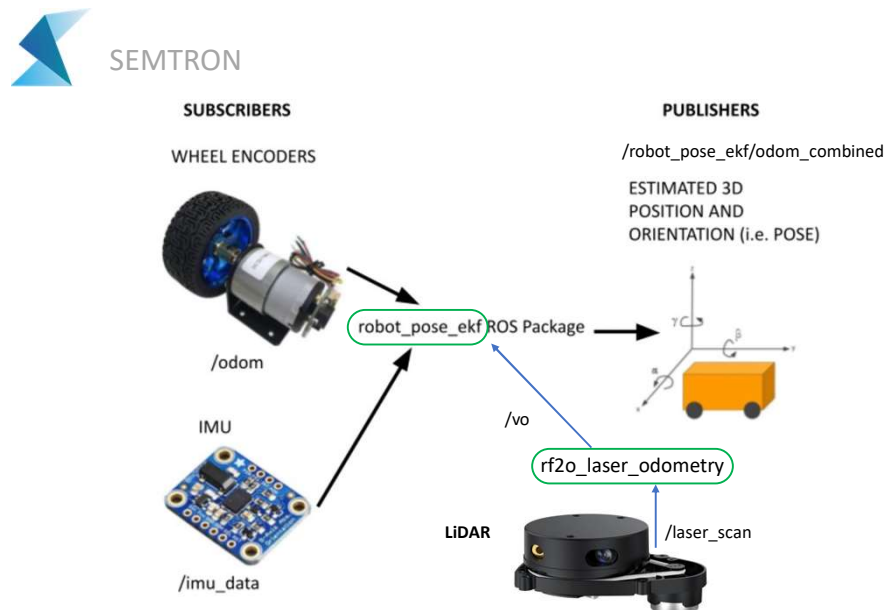 SEMTRON
SUBSCRIBERS
PUBLISHERS
WHEEL ENCODERS
/robot_pose_ekf/odom_combined
ESTIMATED 3D
POSITION AND
ORIENTATION (i.e. POSE)
robot_pose_ekf ROS Package
/odom
/vo
IMU
rf2o_laser_odometry
LiDAR
/laser_scan
/imu_data